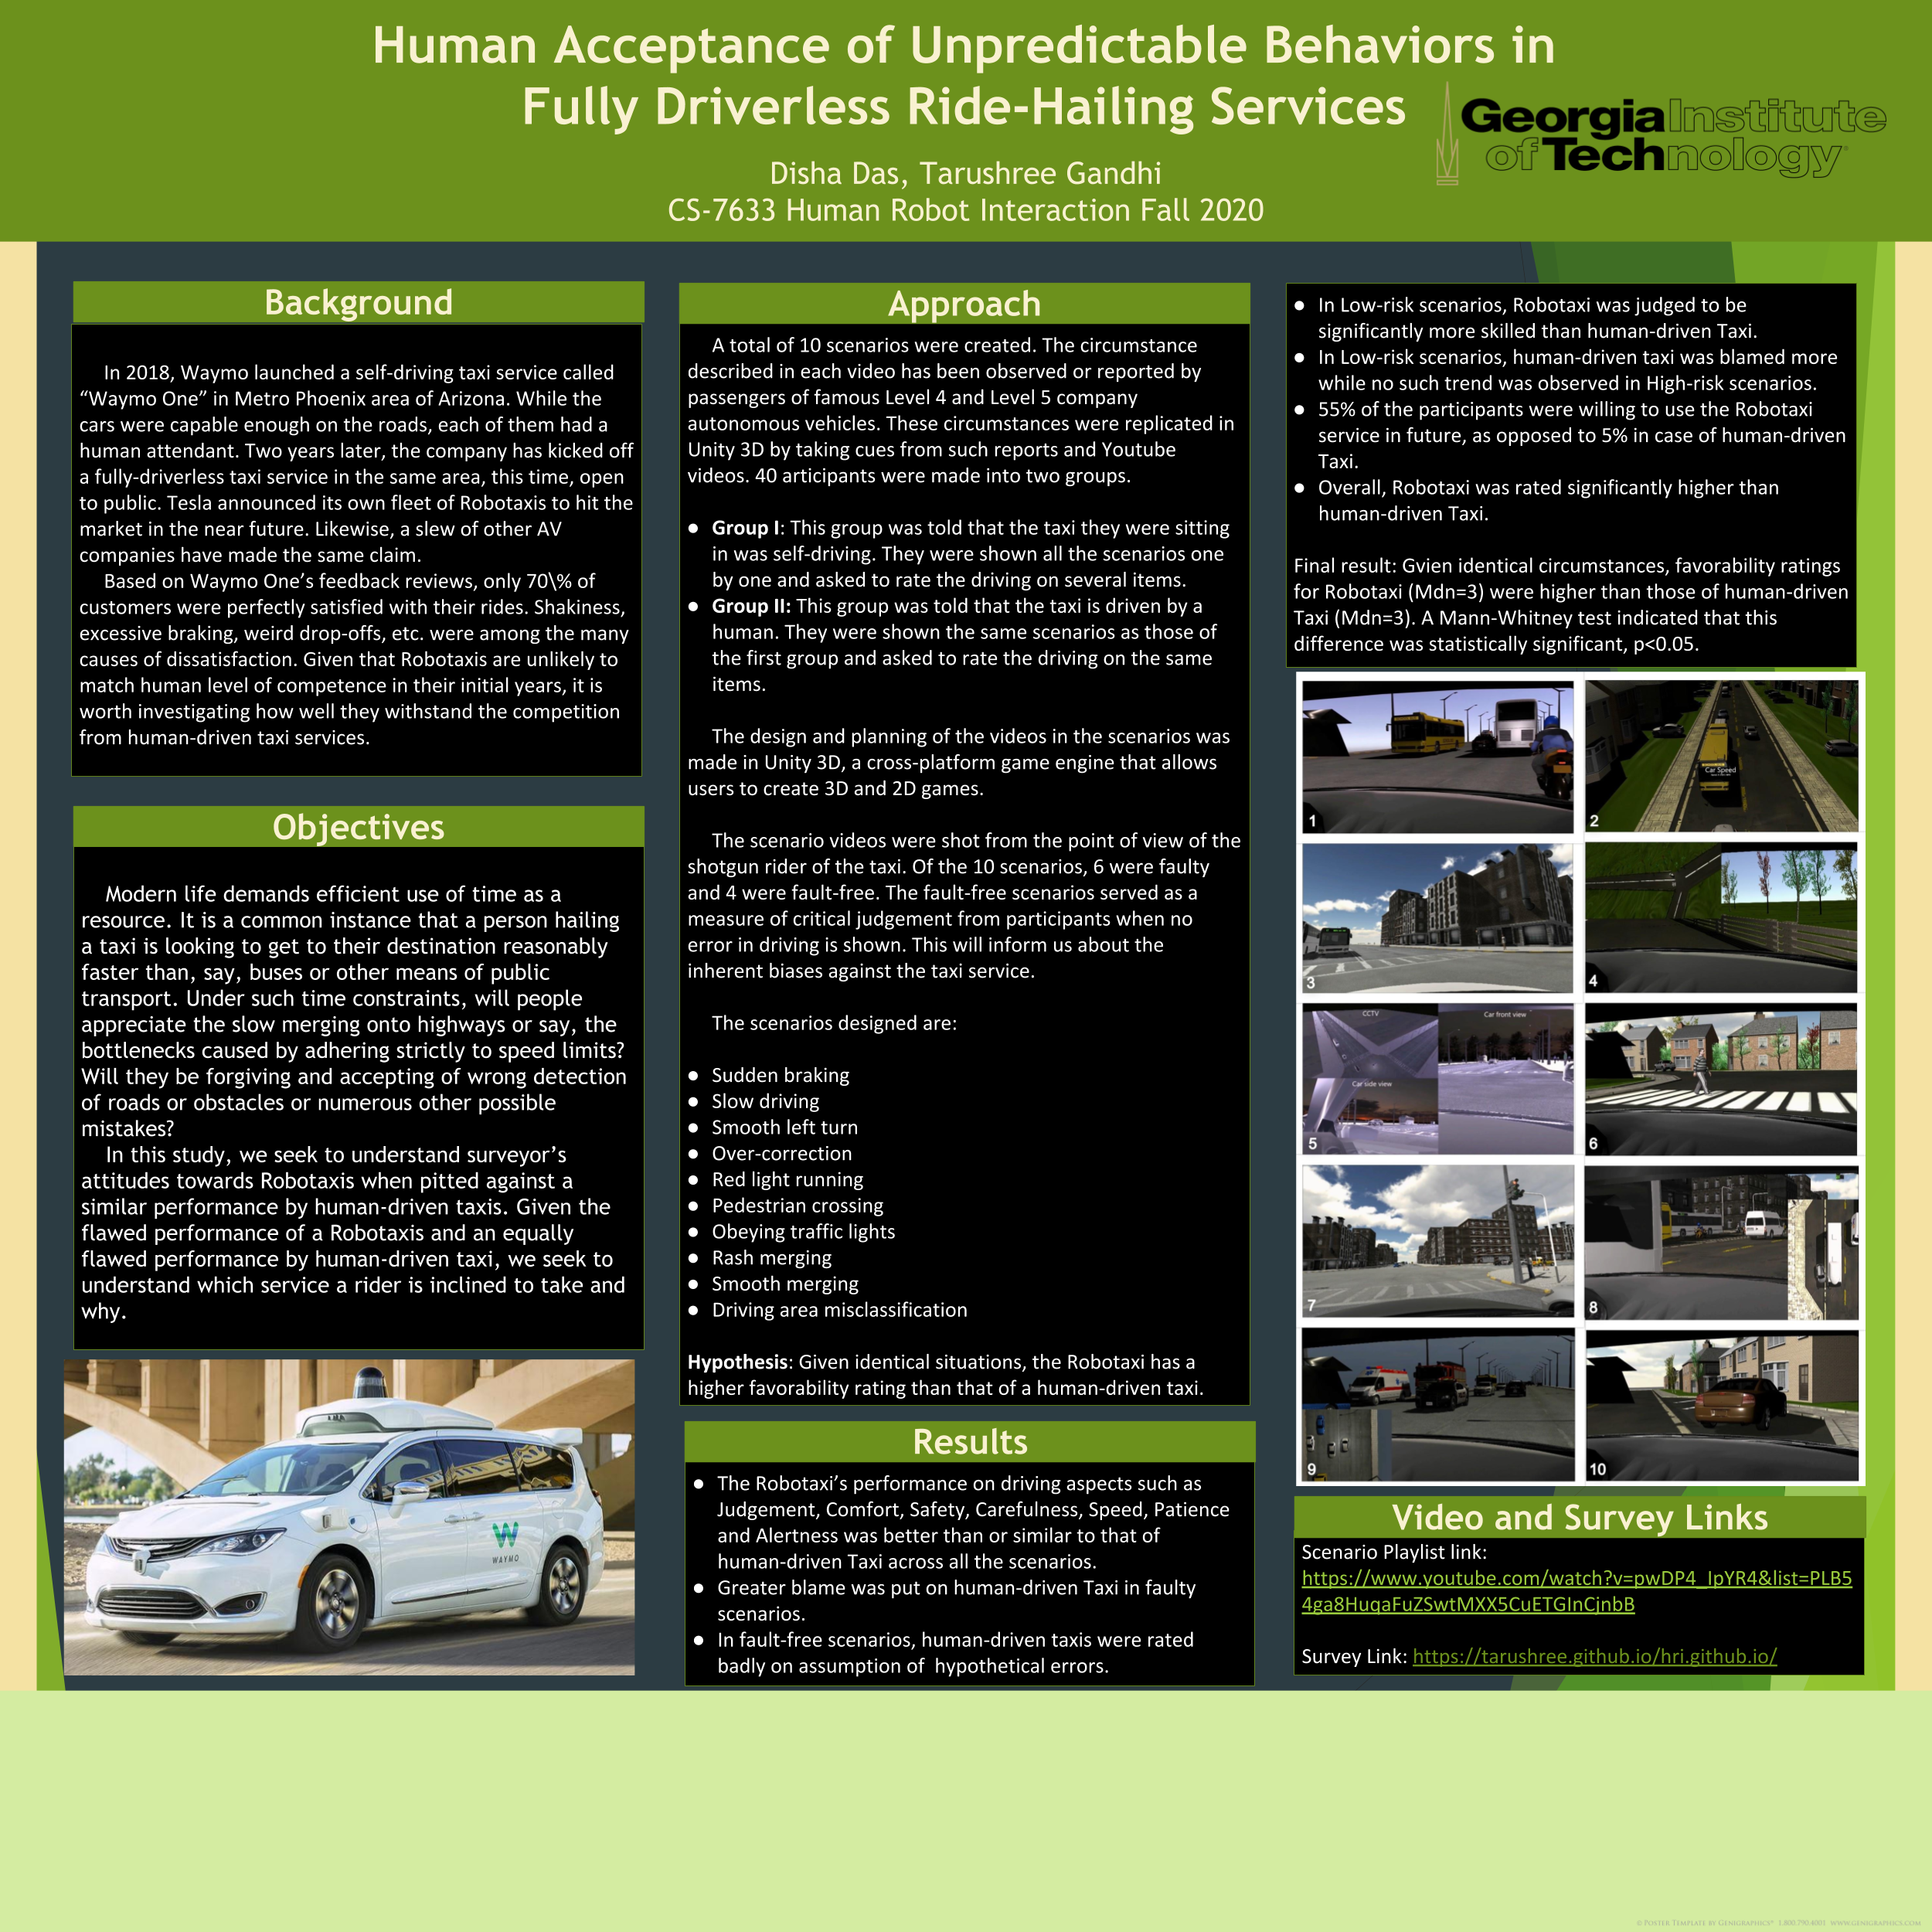 Human Acceptance of Unpredictable Behaviors in
Fully Driverless Ride-Hailing Services
Georgia Institute
of Technology
Disha Das, Tarushree Gandhi
CS-7633 Human Robot Interaction Fall 2020
Background
In 2018, Waymo launched a self-driving taxi service called
“Waymo One” in Metro Phoenix area of Arizona. While the
cars were capable enough on the roads, each of them had a
human attendant. Two years later, the company has kicked off
a fully-driverless taxi service in the same area, this time, open
to public. Tesla announced its own fleet of Robotaxis to hit the
market in the near future. Likewise, a slew of other AV
companies have made the same claim.
Based on Waymo One’s feedback reviews, only 70\% of
customers were perfectly satisfied with their rides. Shakiness,
excessive braking, weird drop-offs, etc. were among the many
causes of dissatisfaction. Given that Robotaxis are unlikely to
match human level of competence in their initial years, it is
worth investigating how well they withstand the competition
from human-driven taxi services.
Objectives
Modern life demands efficient use of time as a
resource. It is a common instance that a person hailing
a taxi is looking to get to their destination reasonably
faster than, say, buses or other means of public
transport. Under such time constraints, will people
appreciate the slow merging onto highways or say, the
bottlenecks caused by adhering strictly to speed limits?
Will they be forgiving and accepting of wrong detection
of roads or obstacles or numerous other possible
mistakes?
In this study, we seek to understand surveyor’s
attitudes towards Robotaxis when pitted against a
similar performance by human-driven taxis. Given the
flawed performance of a Robotaxis and an equally
flawed performance by human-driven taxi, we seek to
understand which service a rider is inclined to take and
why.
W
WAYMO
Approach
A total of 10 scenarios were created. The circumstance
described in each video has been observed or reported by
passengers of famous Level 4 and Level 5 company
autonomous vehicles. These circumstances were replicated in
Unity 3D by taking cues from such reports and Youtube
videos. 40 articipants were made into two groups.
● Group I: This group was told that the taxi they were sitting
in was self-driving. They were shown all the scenarios one
by one and asked to rate the driving on several items.
● Group II: This group was told that the taxi is driven by a
human. They were shown the same scenarios as those of
the first group and asked to rate the driving on the same
items.
The design and planning of the videos in the scenarios was
made in Unity 3D, a cross-platform game engine that allows
users to create 3D and 2D games.
The scenario videos were shot from the point of view of the
shotgun rider of the taxi. Of the 10 scenarios, 6 were faulty
and 4 were fault-free. The fault-free scenarios served as a
measure of critical judgement from participants when no
error in driving is shown. This will inform us about the
inherent biases against the taxi service.
The scenarios designed are:
● Sudden braking
● Slow driving
● Smooth left turn
● Over-correction
● Red light running
● Pedestrian crossing
● Obeying traffic lights
● Rash merging
● Smooth merging
● Driving area misclassification
Hypothesis: Given identical situations, the Robotaxi has a
higher favorability rating than that of a human-driven taxi.
Results
● The Robotaxi’s performance on driving aspects such as
Judgement, Comfort, Safety, Carefulness, Speed, Patience
and Alertness was better than or similar to that of
human-driven Taxi across all the scenarios.
● Greater blame was put on human-driven Taxi in faulty
scenarios.
● In fault-free scenarios, human-driven taxis were rated
badly on assumption of hypothetical errors.
● In Low-risk scenarios, Robotaxi was judged to be
significantly more skilled than human-driven Taxi.
● In Low-risk scenarios, human-driven taxi was blamed more
while no such trend was observed in High-risk scenarios.
● 55% of the participants were willing to use the Robotaxi
service in future, as opposed to 5% in case of human-driven
Taxi.
● Overall, Robotaxi was rated significantly higher than
human-driven Taxi.
Final result: Gvien identical circumstances, favorability ratings
for Robotaxi (Mdn=3) were higher than those of human-driven
Taxi (Mdn=3). A Mann-Whitney test indicated that this
difference was statistically significant, p<0.05.
1
Car Speed
2
3
4
CCTV
Car front view
Car side view
5
6
7
8
9
10
Video and Survey Links
Scenario Playlist link:
https://www.youtube.com/watch?v=pwDP4_IpYR4&list=PLB5
4ga8HuqaFuZSwtMXX5CuETGInCjnbB
Survey Link: https://tarushree.github.io/hri.github.io/
© Poster Template by Genigraphics® 1.800.790.4001 www.genigraphics.com